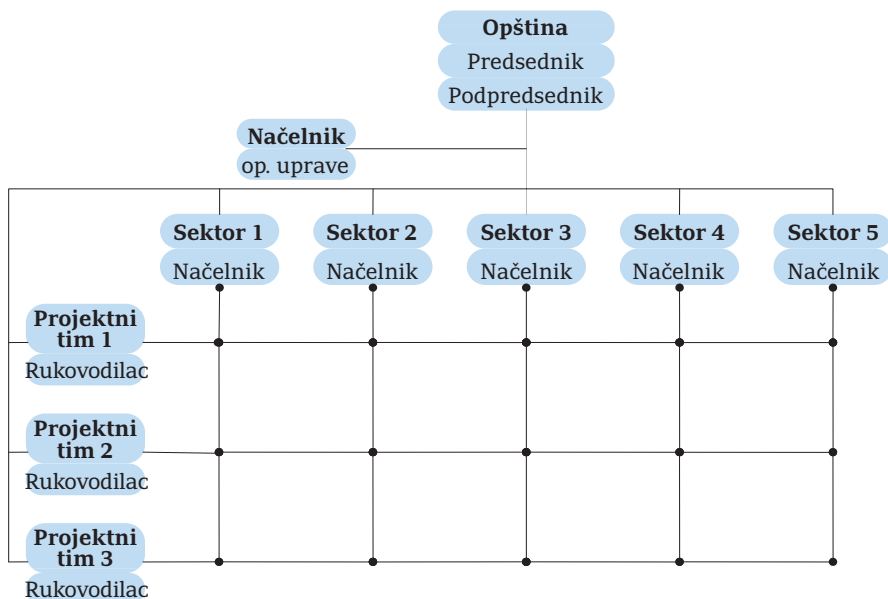 Opština
Predsednik
Podpredsednik
Načelnik
op. uprave
Sektor 1
Načelnik
Sektor 2
Načelnik
Sektor 3
Načelnik
Sektor 4
Načelnik
Sektor 5
Načelnik
Projektni
tim 1
Rukovodilac
Projektni
tim 2
Rukovodilac
Projektni
tim 3
Rukovodilac